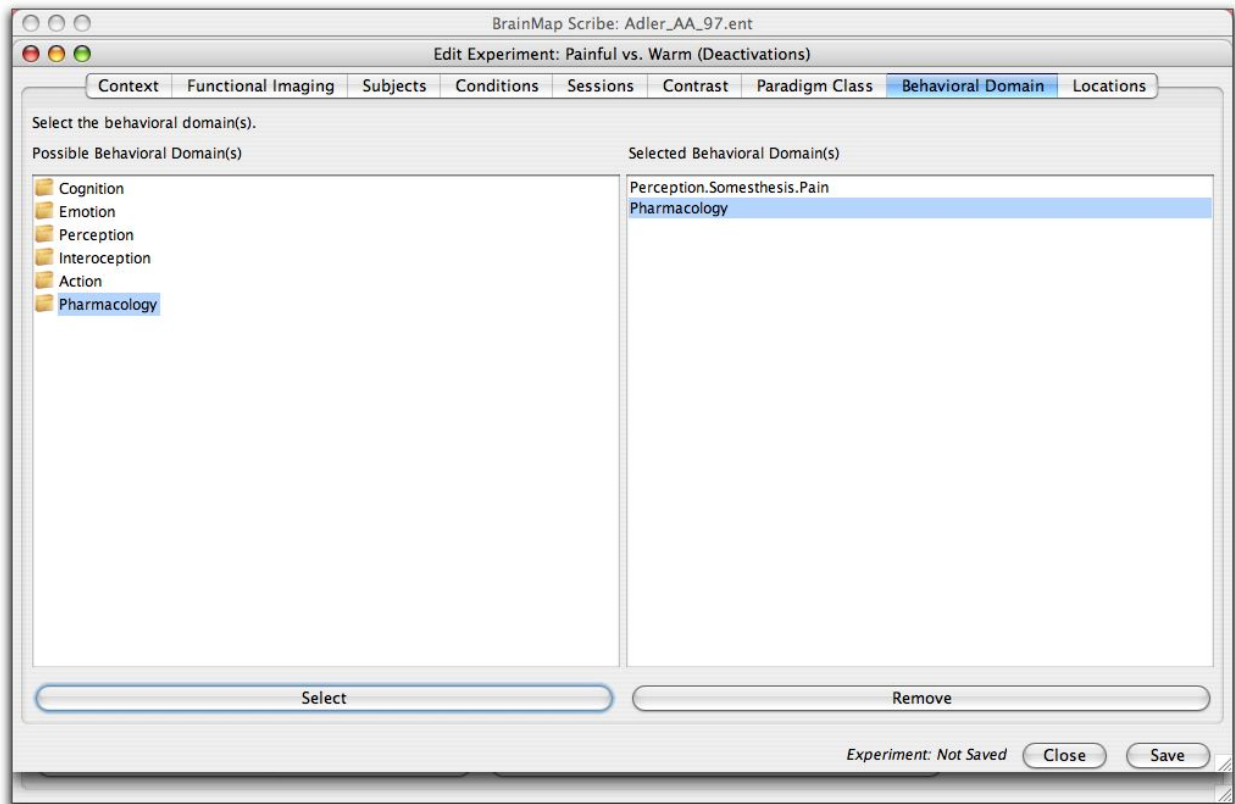 BrainMap Scribe: Adler_AA_97.ent
Edit Experiment: Painful vs. Warm (Deactivations)
Context Functional Imaging Subjects Conditions Sessions Contrast Paradigm Class Behavioral Domain Locations
Select the behavioral domain(s).
Possible Behavioral Domain(s) Selected Behavioral Domain(s)
Cognition Perception.Somesthesis.Pain
Emotion Pharmacology
Perception
Interoception
Action
Pharmacology
Select Remove
Experiment: Not Saved Close Save